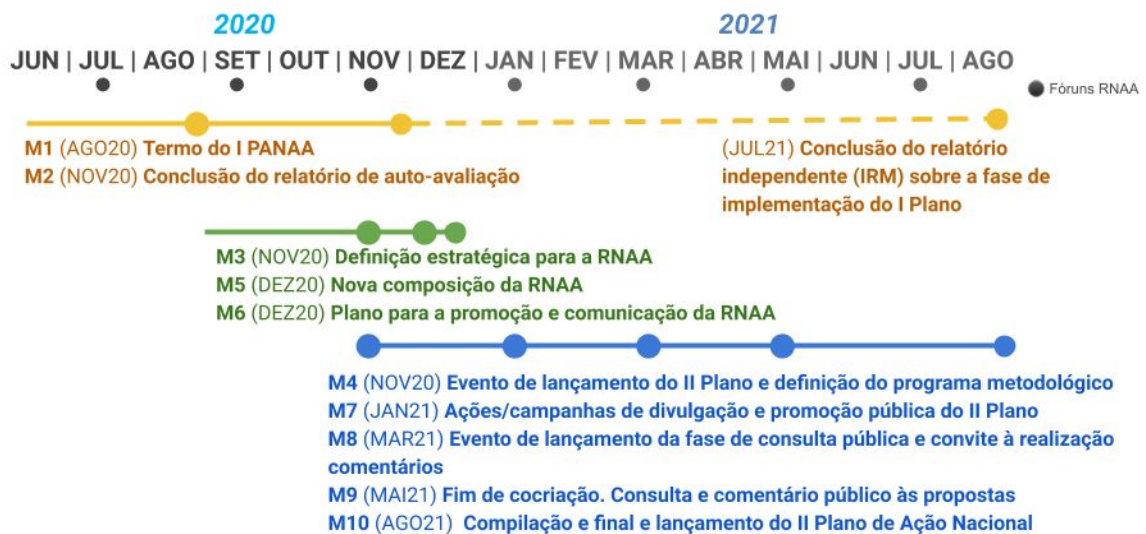 2020 2021
JUN | JUL | AGO | SET | OUT | NOV | DEZ | JAN | FEV | MAR | ABR | MAI | JUN | JUL | AGO
Fóruns RNAA
M1 (AGO20) Termo do I PANAA
M2 (NOV20) Conclusão do relatório de auto-avaliação
(JUL21) Conclusão do relatório
independente (IRM) sobre a fase de
implementação do I Plano
M3 (NOV20) Definição estratégica para a RNAA
M5 (DEZ20) Nova composição da RNAA
M6 (DEZ20) Plano para a promoção e comunicação da RNAA
M4 (NOV20) Evento de lançamento do II Plano e definição do programa metodológico
M7 (JAN21) Ações/campanhas de divulgação e promoção pública do II Plano
M8 (MAR21) Evento de lançamento da fase de consulta pública e convite à realização
comentários
M9 (MAI21) Fim de cocriação. Consulta e comentário público às propostas
M10 (AGO21) Compilação e final e lançamento do II Plano de Ação Nacional